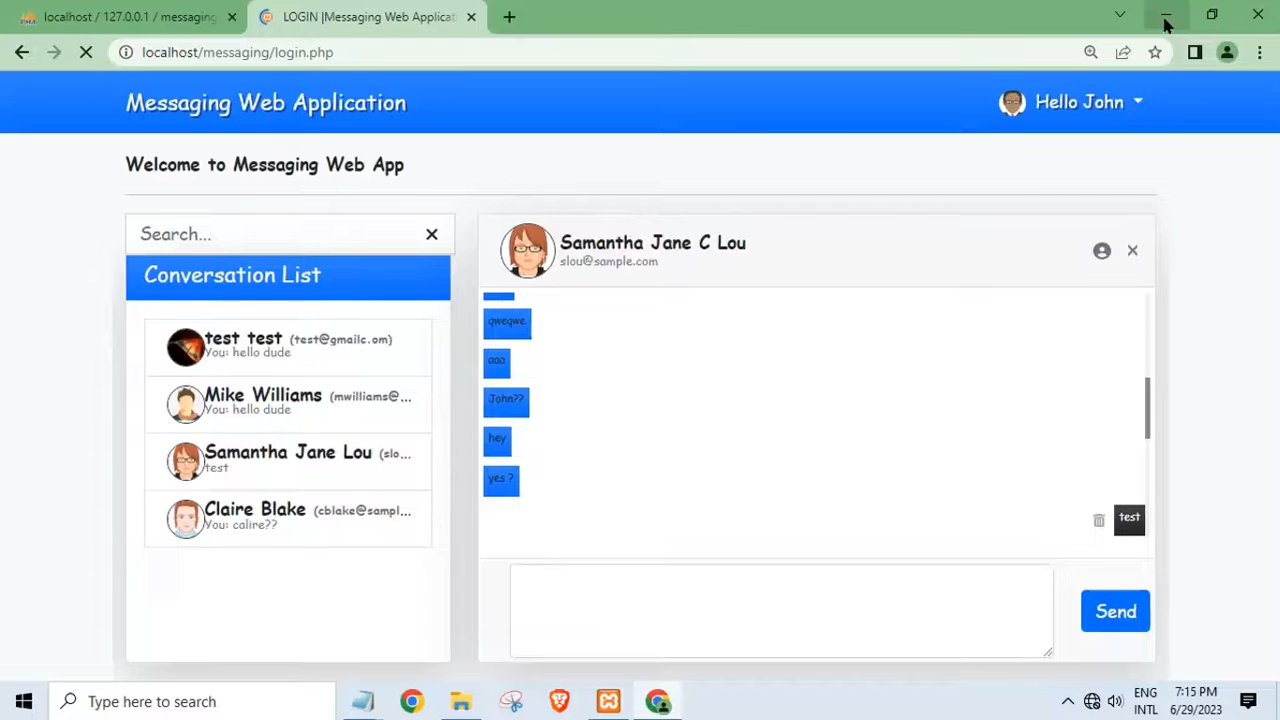 localhost / 127.0.0.1 / messaging
LOGIN |Messaging Web Applicati
localhost/messaging/login.php
Messaging Web Application
Hello John
Welcome to Messaging Web App
Search...
Conversation List
test test (test@gmailc.om)
You: hello dude
Mike Williams (mwilliams@...
You: hello dude
Samantha Jane Lou (slo...
test
Claire Blake (cblake@sampl...
You: calire??
Samantha Jane C Lou
slou@sample.com
qweqwe
aaa
John??
hey
yes ?
test
Send
Type here to search
ENG
INTL
7:15 PM
6/29/2023